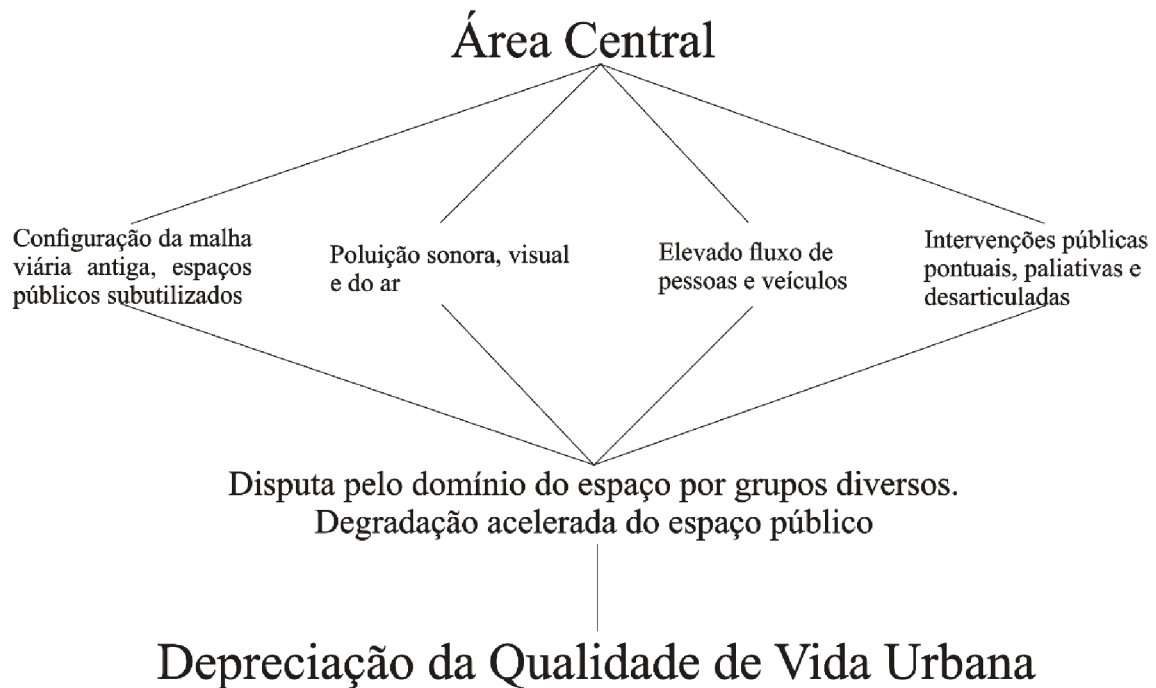 Área Central
Configuração da malha
viária antiga, espaços
públicos subutilizados
Poluição sonora, visual
e do ar
Elevado fluxo de
pessoas e veículos
Intervenções públicas
pontuais, paliativas e
desarticuladas
Disputa pelo domínio do espaço por grupos diversos.
Degradação acelerada do espaço público
Depreciação da Qualidade de Vida Urbana